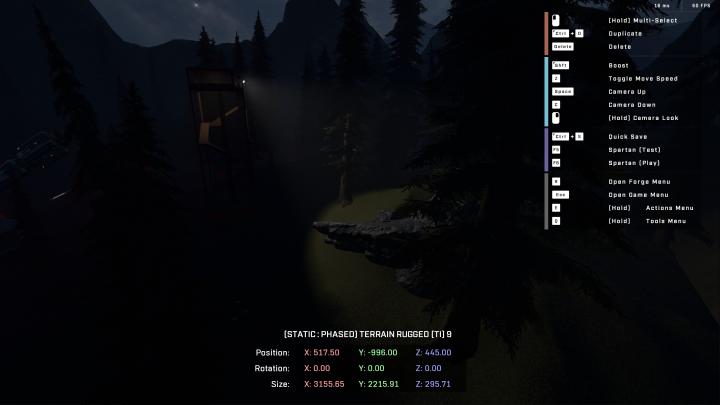 18 ms 60 FPS
[Hold] Multi-Select
Ctrl + D Duplicate
Delete Delete
Shift Boost
Z Toggle Move Speed
Space Camera Up
C Camera Down
[Hold] Camera Look
Ctrl + S Quick Save
F5 Spartan (Test)
F6 Spartan (Play)
R Open Forge Menu
Esc Open Game Menu
F [Hold] Actions Menu
Q [Hold] Tools Menu
[STATIC : PHASED] TERRAIN RUGGED [TI] 9
Position: X: 517.50 Y: -996.00 Z: 445.00
Rotation: X: 0.00 Y: 0.00 Z: 0.00
Size: X: 3155.65 Y: 2215.91 Z: 295.71